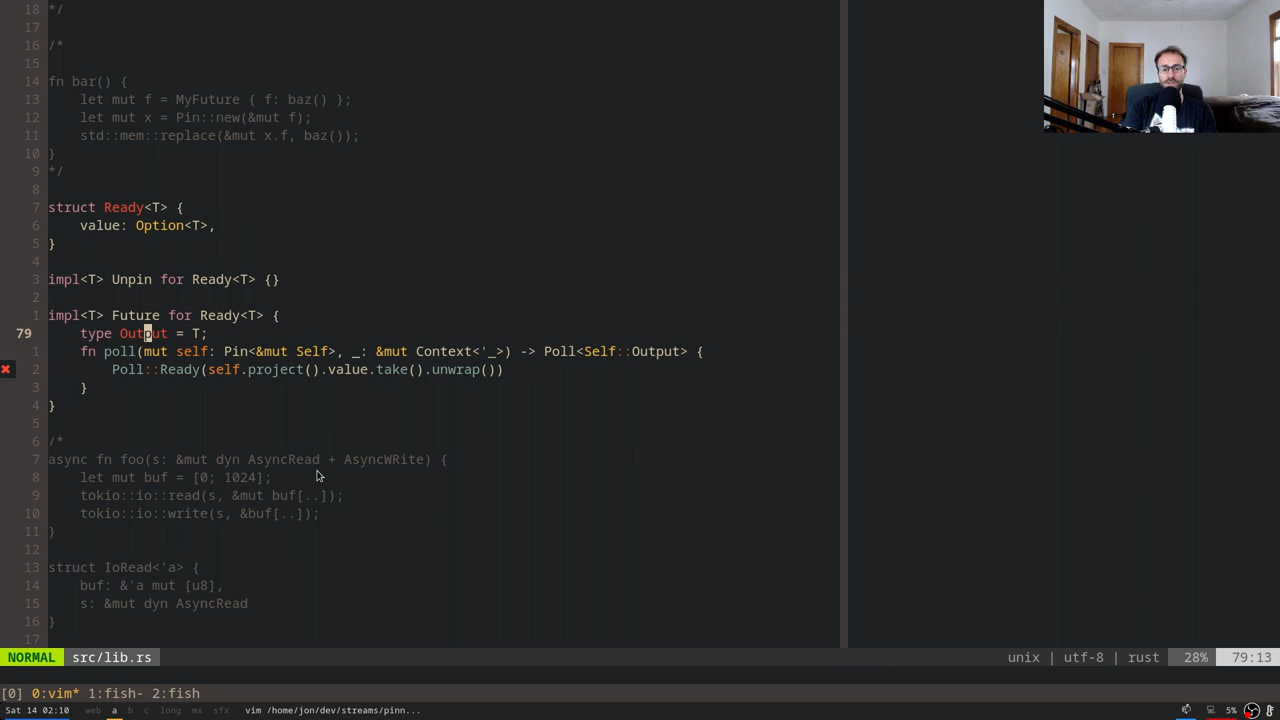 18 */
17
16 /*
15
14 fn bar() {
13     let mut f = MyFuture { f: baz() };
12     let mut x = Pin::new(&mut f);
11     std::mem::replace(&mut x.f, baz());
10 }
9 */
8
7 struct Ready<T> {
6     value: Option<T>,
5 }
4
3 impl<T> Unpin for Ready<T> {}
2
1 impl<T> Future for Ready<T> {
79     type Output = T;
1     fn poll(mut self: Pin<&mut Self>, _: &mut Context<'_>) -> Poll<Self::Output> {
2         Poll::Ready(self.project().value.take().unwrap())
3     }
4 }
5
6 /*
7 async fn foo(s: &mut dyn AsyncRead + AsyncWRite) {
8     let mut buf = [0; 1024];
9     tokio::io::read(s, &mut buf[..]);
10     tokio::io::write(s, &buf[..]);
11 }
12
13 struct IoRead<'a> {
14     buf: &'a mut [u8],
15     s: &mut dyn AsyncRead
16 }
17
NORMAL src/lib.rs unix | utf-8 | rust 28% 79:13
[0] 0:vim* 1:fish- 2:fish
Sat 14 02:10 web a b c long mx sfx vim /home/jon/dev/streams/pinn... 5%